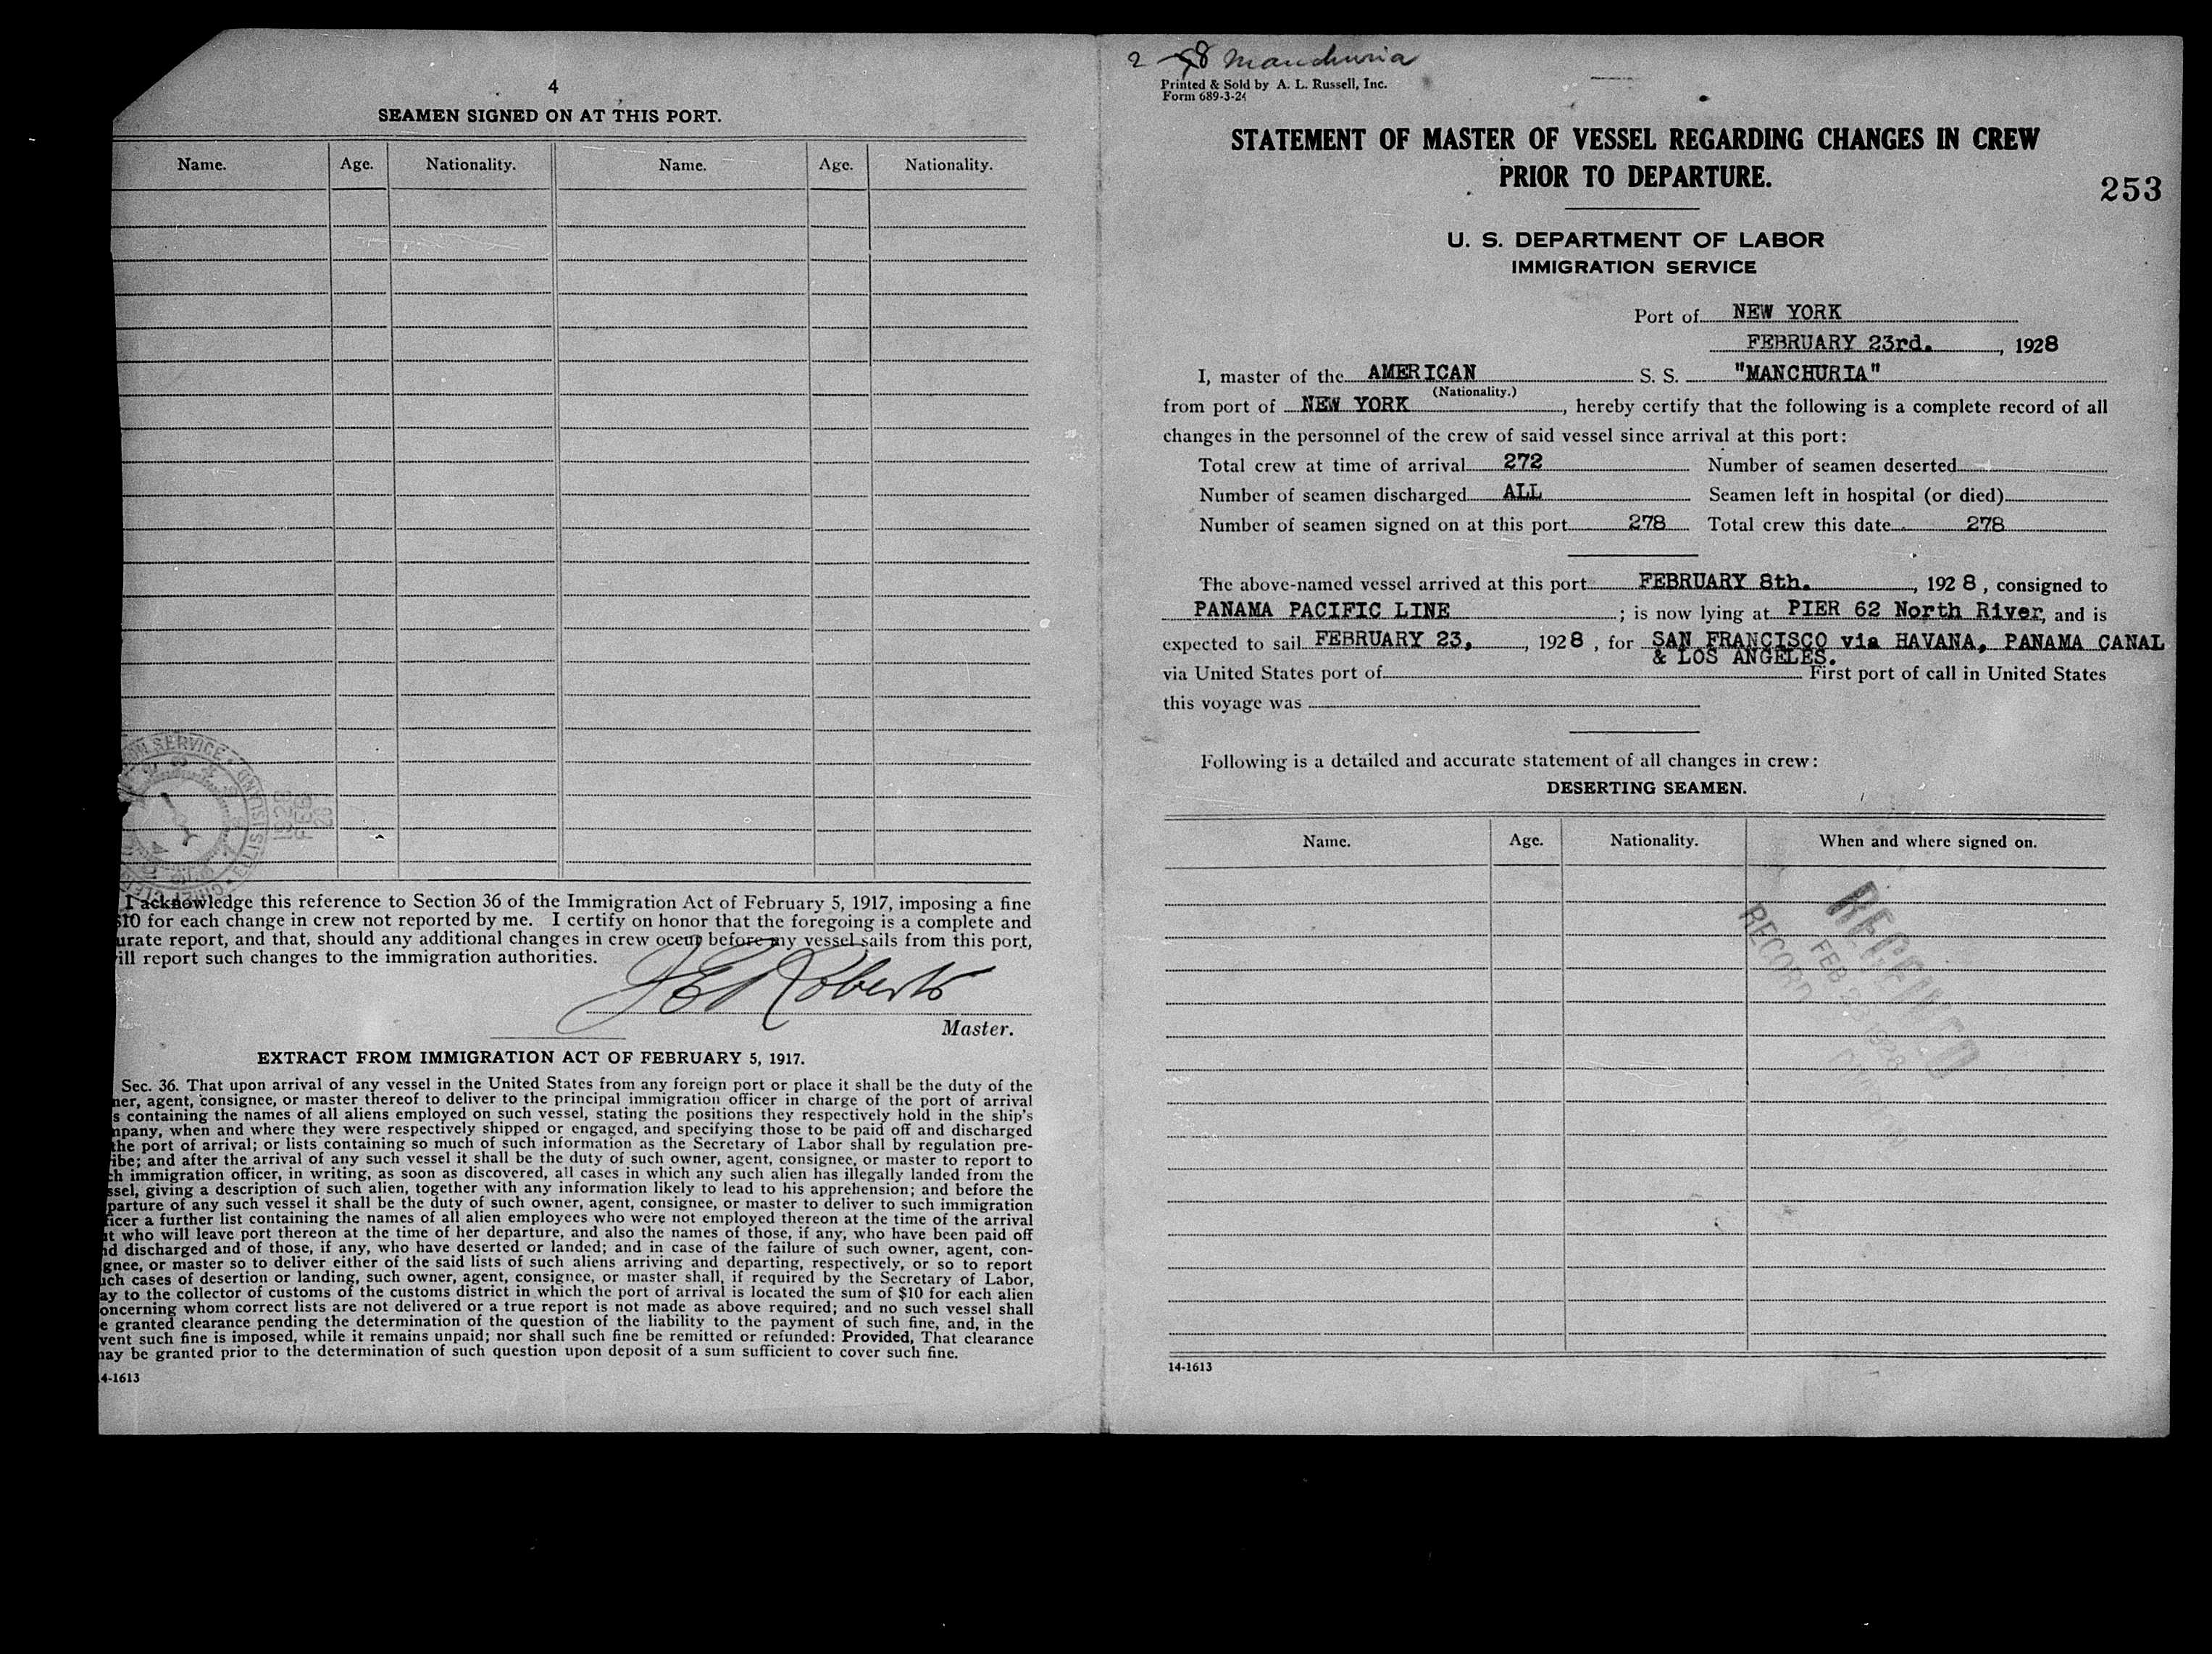 4
SEAMEN SIGNED ON AT THIS PORT.
Name. Age. Nationality. Name. Age. Nationality.
SERVICE ELLIS ISLAND
FEB
I acknowledge this reference to Section 36 of the Immigration Act of February 5, 1917, imposing a fine
$10 for each change in crew not reported by me. I certify on honor that the foregoing is a complete and
urate report, and that, should any additional changes in crew occur before my vessel sails from this port,
ill report such changes to the immigration authorities.
Roberts
Master.
EXTRACT FROM IMMIGRATION ACT OF FEBRUARY 5, 1917.
Sec. 36. That upon arrival of any vessel in the United States from any foreign port or place it shall be the duty of the
ner, agent, consignee, or master thereof to deliver to the principal immigration officer in charge of the port of arrival
s containing the names of all aliens employed on such vessel, stating the positions they respectively hold in the ship's
mpany, when and where they were respectively shipped or engaged, and specifying those to be paid off and discharged
the port of arrival; or lists containing so much of such information as the Secretary of Labor shall by regulation pre-
ibe; and after the arrival of any such vessel it shall be the duty of such owner, agent, consignee, or master to report to
ch immigration officer, in writing, as soon as discovered, all cases in which any such alien has illegally landed from the
ssel, giving a description of such alien, together with any information likely to lead to his apprehension; and before the
parture of any such vessel it shall be the duty of such owner, agent, consignee, or master to deliver to such immigration
ficer a further list containing the names of all alien employees who were not employed thereon at the time of the arrival
t who will leave port thereon at the time of her departure, and also the names of those, if any, who have been paid off
d discharged and of those, if any, who have deserted or landed; and in case of the failure of such owner, agent, con-
gnee, or master so to deliver either of the said lists of such aliens arriving and departing, respectively, or so to report
uch cases of desertion or landing, such owner, agent, consignee, or master shall, if required by the Secretary of Labor,
ay to the collector of customs of the customs district in which the port of arrival is located the sum of $10 for each alien
oncerning whom correct lists are not delivered or a true report is not made as above required; and no such vessel shall
e granted clearance pending the determination of the question of the liability to the payment of such fine, and, in the
vent such fine is imposed, while it remains unpaid; nor shall such fine be remitted or refunded: Provided, That clearance
may be granted prior to the determination of such question upon deposit of a sum sufficient to cover such fine.
4-1613
Manchuria
Printed & Sold by A. L. Russell, Inc.
Form 689-3-24
STATEMENT OF MASTER OF VESSEL REGARDING CHANGES IN CREW
PRIOR TO DEPARTURE.
253
U. S. DEPARTMENT OF LABOR
IMMIGRATION SERVICE
Port of NEW YORK
FEBRUARY 23rd., 1928
I, master of the AMERICAN S. S. "MANCHURIA"
(Nationality.)
from port of NEW YORK, hereby certify that the following is a complete record of all
changes in the personnel of the crew of said vessel since arrival at this port:
Total crew at time of arrival 272 Number of seamen deserted
Number of seamen discharged ALL Seamen left in hospital (or died)
Number of seamen signed on at this port 278 Total crew this date 278
The above-named vessel arrived at this port FEBRUARY 8th., 1928, consigned to
PANAMA PACIFIC LINE; is now lying at PIER 62 North River, and is
expected to sail FEBRUARY 23, , 1928, for SAN FRANCISCO via HAVANA, PANAMA CANAL
& LOS ANGELES.
via United States port of First port of call in United States
this voyage was
Following is a detailed and accurate statement of all changes in crew:
DESERTING SEAMEN.
Name. Age. Nationality. When and where signed on.
RECEIVED
FEB 23 1928
RECORD
14-1613